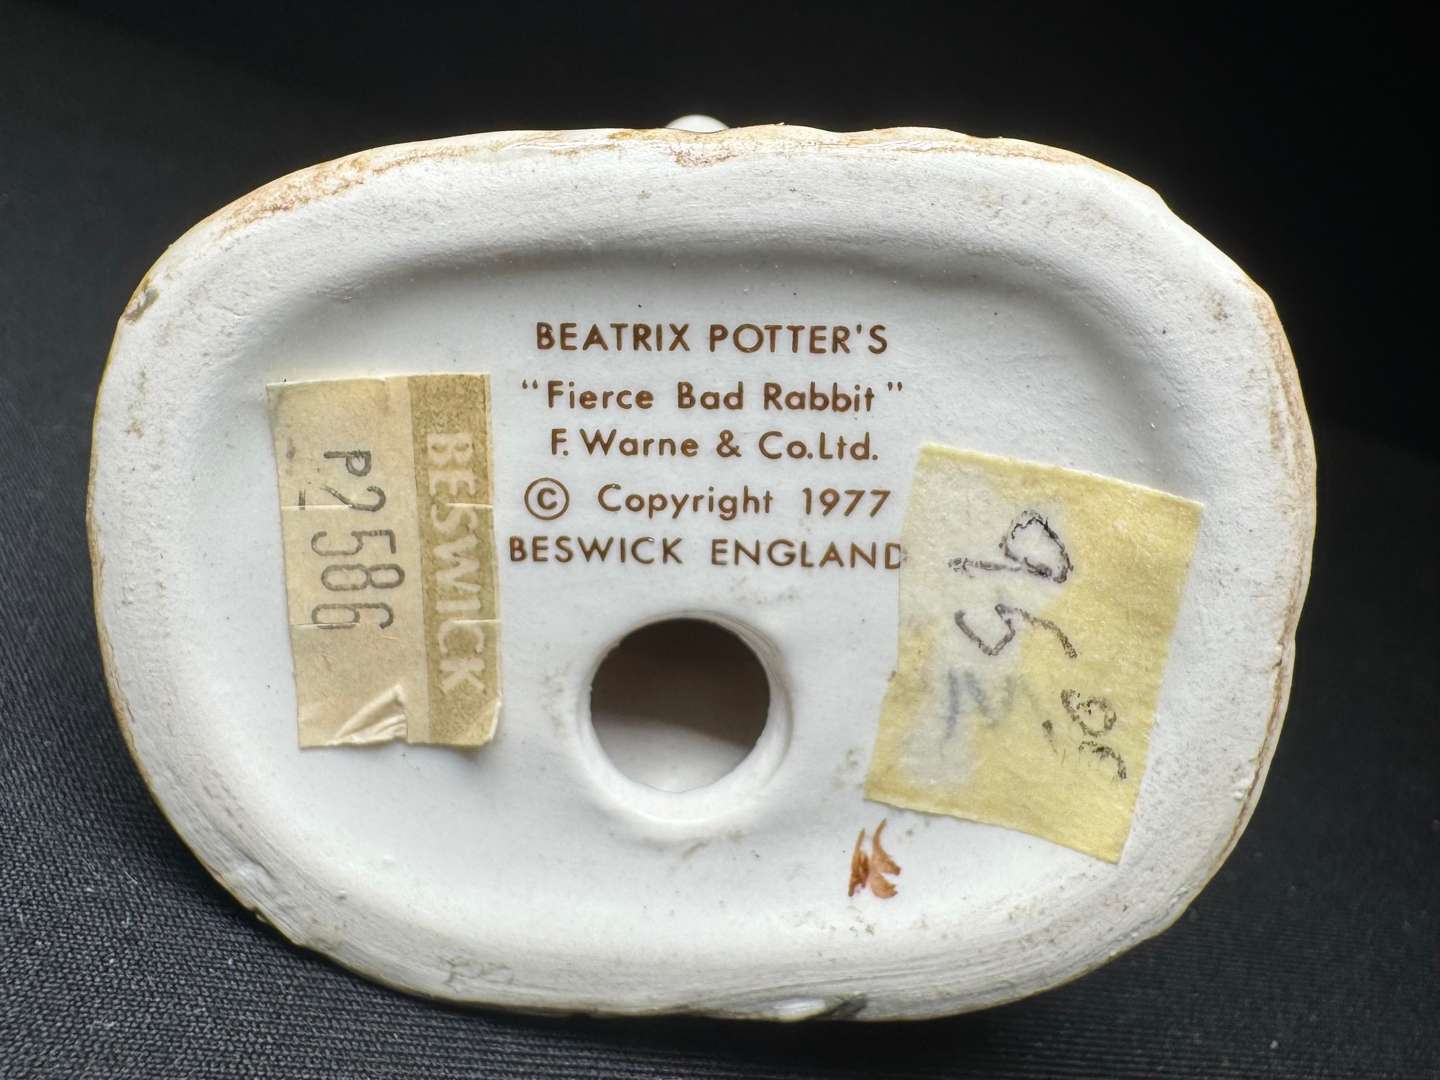 BEATRIX POTTER'S
"Fierce Bad Rabbit"
F. Warne & Co. Ltd.
© Copyright 1977
BESWICK ENGLAND
BESWICK
P2586